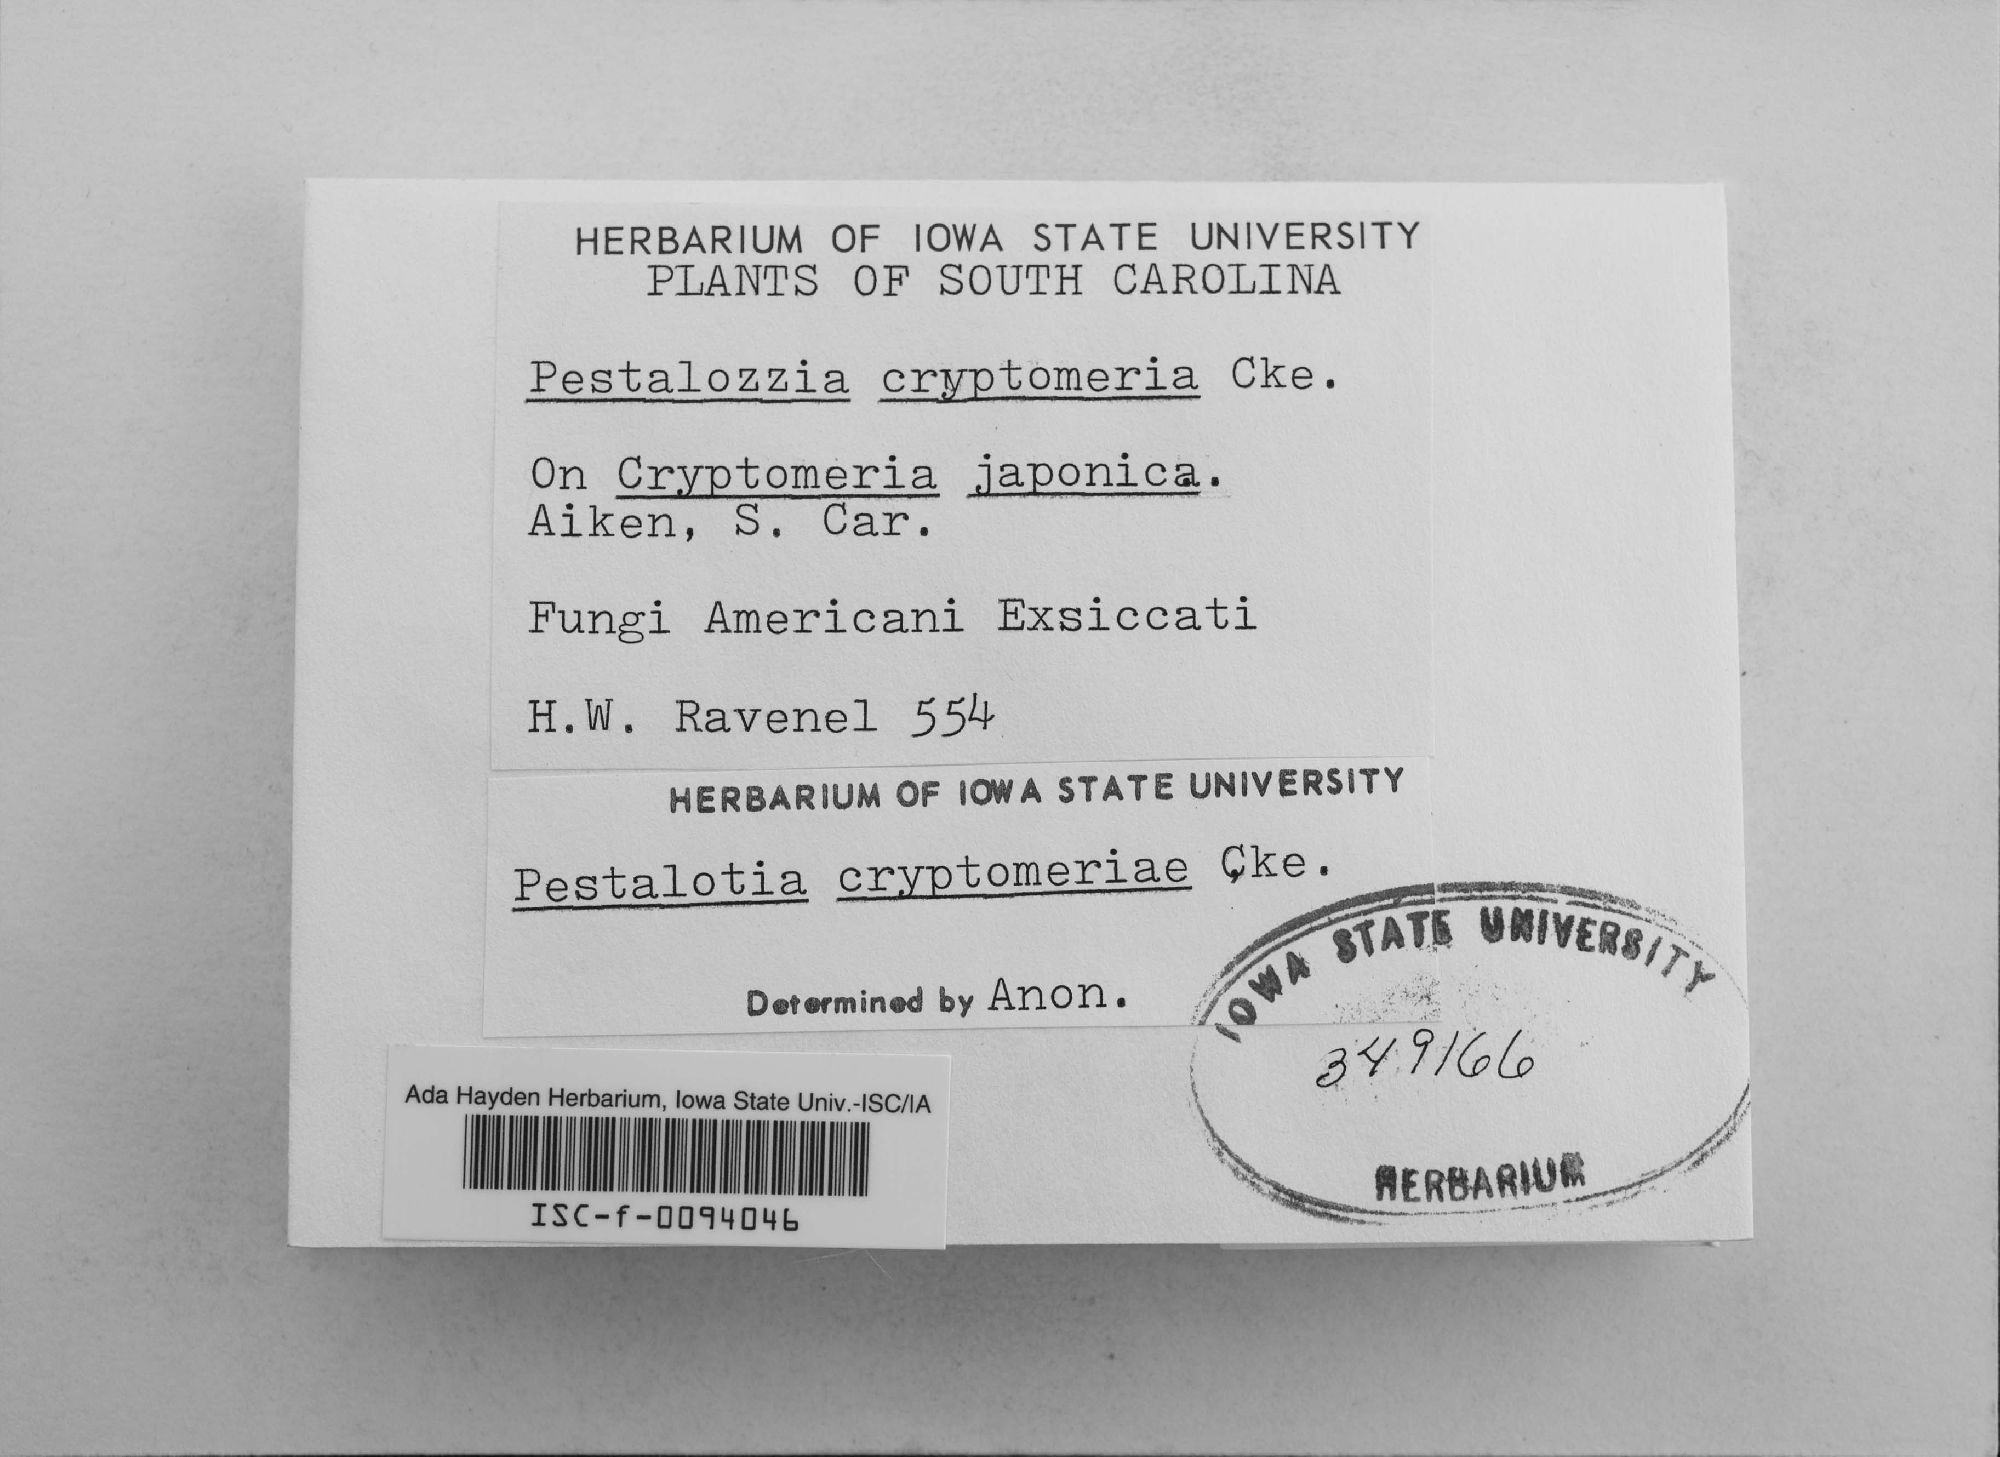 HERBARIUM OF IOWA STATE UNIVERSITY
PLANTS OF SOUTH CAROLINA
Pestalozzia cryptomeria Cke.
On Cryptomeria japonica.
Aiken, S. Car.
Fungi Americani Exsiccati
H.W. Ravenel 554
HERBARIUM OF IOWA STATE UNIVERSITY
Pestalotia cryptomeriae Cke.
Determined by Anon.
IOWA STATE UNIVERSITY
349166
HERBARIUM
Ada Hayden Herbarium, Iowa State Univ.-ISC/IA
ISC-f-0094046